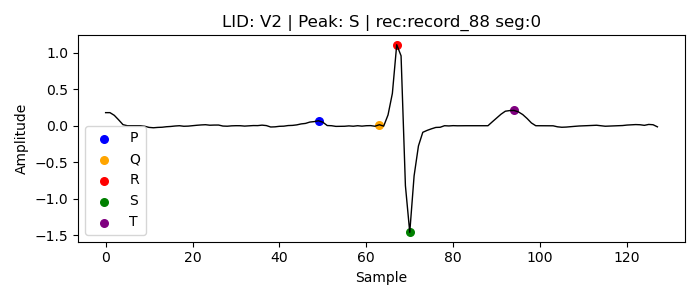 LID: V2 | Peak: S | rec:record_88 seg:0
Amplitude
1.0
0.5
0.0
−0.5
−1.0
−1.5
P
Q
R
S
T
0 20 40 60 80 100 120
Sample